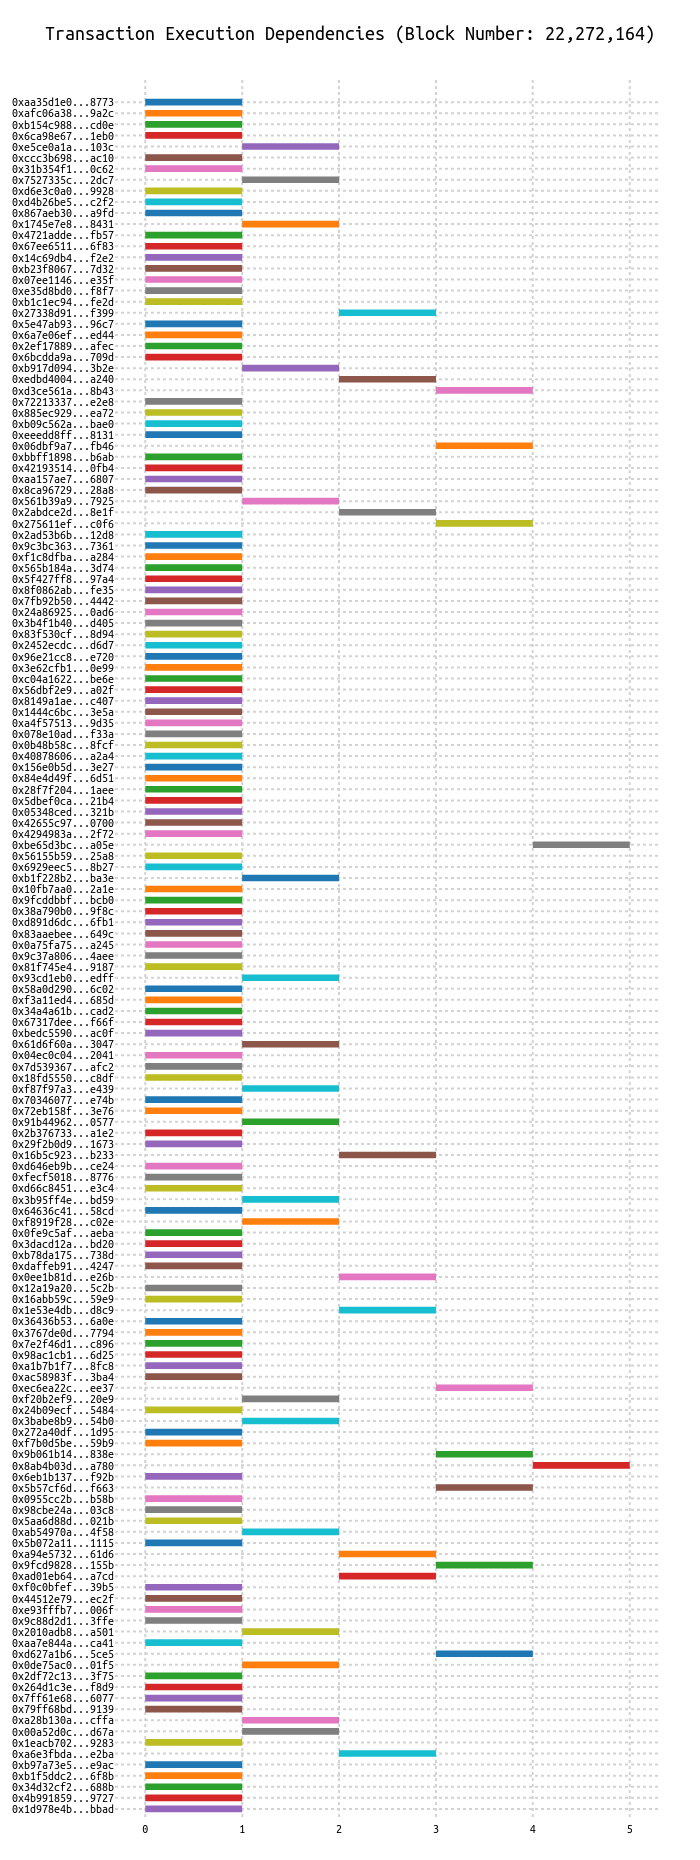 Transaction Execution Dependencies (Block Number: 22,272,164)
0xaa35d1e0...8773
0xafc06a38...9a2c
0xb154c988...cd0e
0x6ca98e67...1eb0
0xe5ce0a1a...103c
0xccc3b698...ac10
0x31b354f1...0c62
0x7527335c...2dc7
0xd6e3c0a0...9928
0xd4b26be5...c2f2
0x867aeb30...a9fd
0x1745e7e8...8431
0x4721adde...fb57
0x67ee6511...6f83
0x14c69db4...f2e2
0xb23f8067...7d32
0x07ee1146...e35f
0xe35d8bd0...f8f7
0xb1c1ec94...fe2d
0x27338d91...f399
0x5e47ab93...96c7
0x6a7e06ef...ed44
0x2ef17889...afec
0x6bcdda9a...709d
0xb917d094...3b2e
0xedbd4004...a240
0xd3ce561a...8b43
0x72213337...e2e8
0x885ec929...ea72
0xb09c562a...bae0
0xeeedd8ff...8131
0x06dbf9a7...fb46
0xbbff1898...b6ab
0x42193514...0fb4
0xaa157ae7...6807
0x8ca96729...28a8
0x561b39a9...7925
0x2abdce2d...8e1f
0x275611ef...c0f6
0x2ad53b6b...12d8
0x9c3bc363...7361
0xf1c8dfba...a284
0x565b184a...3d74
0x5f427ff8...97a4
0x8f0862ab...fe35
0x7fb92b50...4442
0x24a86925...0ad6
0x3b4f1b40...d405
0x83f530cf...8d94
0x2452ecdc...d6d7
0x96e21cc8...e720
0x3e62cfb1...0e99
0xc04a1622...be6e
0x56dbf2e9...a02f
0x8149a1ae...c407
0x1444c6bc...3e5a
0xa4f57513...9d35
0x078e10ad...f33a
0x0b48b58c...8fcf
0x40878606...a2a4
0x156e0b5d...3e27
0x84e4d49f...6d51
0x28f7f204...1aee
0x5dbef0ca...21b4
0x05348ced...321b
0x42655c97...0700
0x4294983a...2f72
0xbe65d3bc...a05e
0x56155b59...25a8
0x6929eec5...8b27
0xb1f228b2...ba3e
0x10fb7aa0...2a1e
0x9fcddbbf...bcb0
0x38a790b0...9f8c
0xd891d6dc...6fb1
0x83aaebee...649c
0x0a75fa75...a245
0x9c37a806...4aee
0x81f745e4...9187
0x93cd1eb0...edff
0x58a0d290...6c02
0xf3a11ed4...685d
0x34a4a61b...cad2
0x67317dee...f66f
0xbedc5590...ac0f
0x61d6f60a...3047
0x04ec0c04...2041
0x7d539367...afc2
0x18fd5550...c8df
0xf87f97a3...e439
0x70346077...e74b
0x72eb158f...3e76
0x91b44962...0577
0x2b376733...a1e2
0x29f2b0d9...1673
0x16b5c923...b233
0xd646eb9b...ce24
0xfecf5018...8776
0xd66c8451...e3c4
0x3b95ff4e...bd59
0x64636c41...58cd
0xf8919f28...c02e
0x0fe9c5af...aeba
0x3dacd12a...bd20
0xb78da175...738d
0xdaffeb91...4247
0x0ee1b81d...e26b
0x12a19a20...5c2b
0x16abb59c...59e9
0x1e53e4db...d8c9
0x36436b53...6a0e
0x3767de0d...7794
0x7e2f46d1...c896
0x98ac1cb1...6d25
0xa1b7b1f7...8fc8
0xac58983f...3ba4
0xec6ea22c...ee37
0xf20b2ef9...20e9
0x24b09ecf...5484
0x3babe8b9...54b0
0x272a40df...1d95
0xf7b0d5be...59b9
0x9b061b14...838e
0x8ab4b03d...a780
0x6eb1b137...f92b
0x5b57cf6d...f663
0x0955cc2b...b58b
0x98cbe24a...03c8
0x5aa6d88d...021b
0xab54970a...4f58
0x5b072a11...1115
0xa94e5732...61d6
0x9fcd9828...155b
0xad01eb64...a7cd
0xf0c0bfef...39b5
0x44512e79...ec2f
0xe93fffb7...006f
0x9c88d2d1...3ffe
0x2010adb8...a501
0xaa7e844a...ca41
0xd627a1b6...5ce5
0x0de75ac0...01f5
0x2df72c13...3f75
0x264d1c3e...f8d9
0x7ff61e68...6077
0x79ff68bd...9139
0xa28b130a...cffa
0x00a52d0c...d67a
0x1eacb702...9283
0xa6e3fbda...e2ba
0xb97a73e5...e9ac
0xb1f5ddc2...6f8b
0x34d32cf2...688b
0x4b991859...9727
0x1d978e4b...bbad
0 1 2 3 4 5